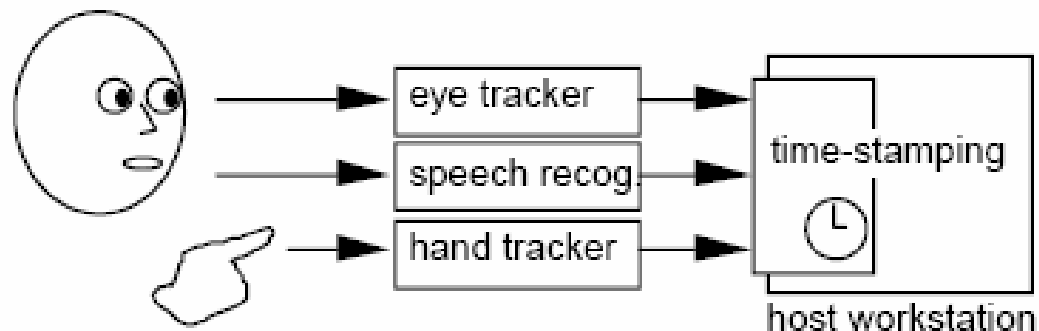 eye tracker
speech recog.
hand tracker
time-stamping
host workstation